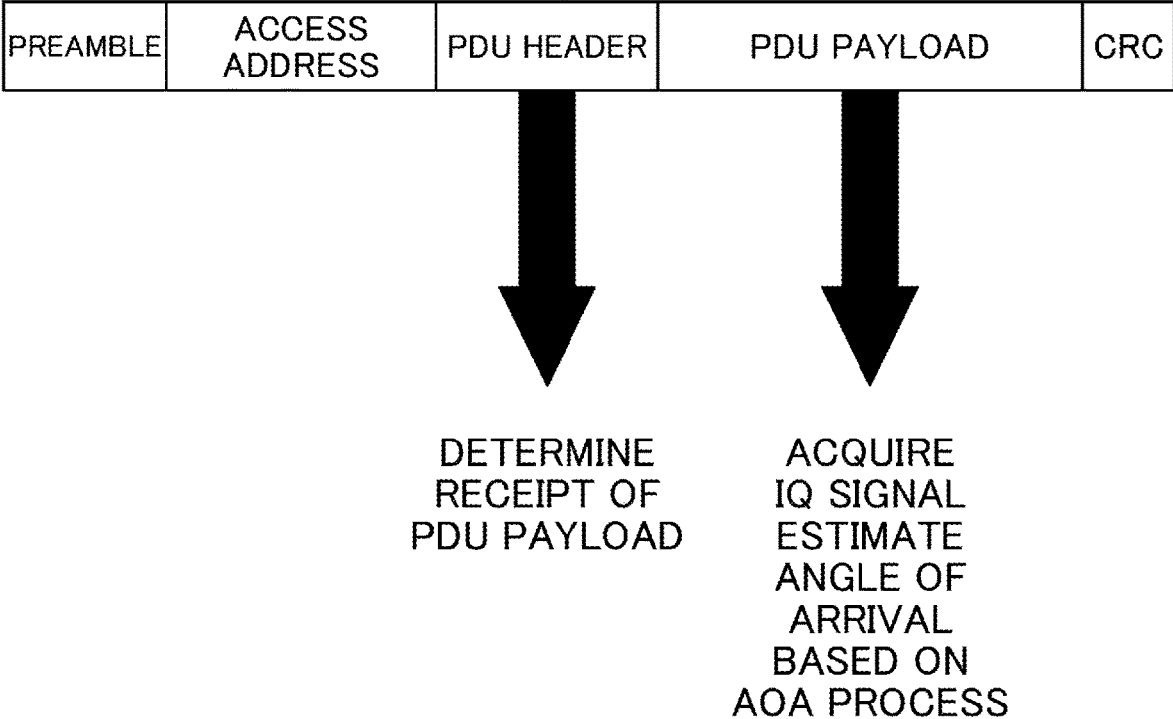 PREAMBLE
ACCESS
ADDRESS
PDU HEADER
PDU PAYLOAD
CRC
DETERMINE
RECEIPT OF
PDU PAYLOAD
ACQUIRE
IQ SIGNAL
ESTIMATE
ANGLE OF
ARRIVAL
BASED ON
AOA PROCESS